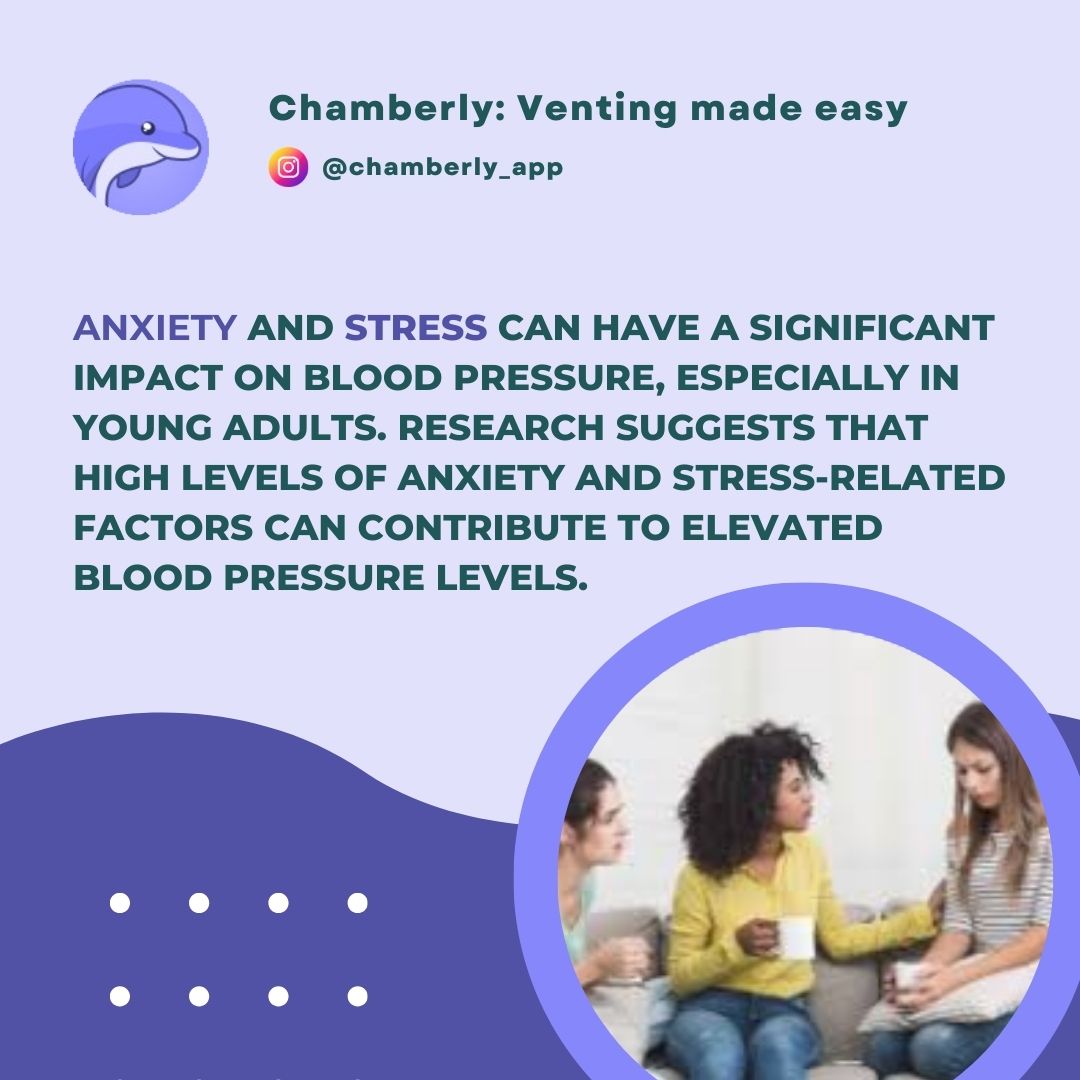 Chamberly: Venting made easy
@chamberly_app
ANXIETY AND STRESS CAN HAVE A SIGNIFICANT
IMPACT ON BLOOD PRESSURE, ESPECIALLY IN
YOUNG ADULTS. RESEARCH SUGGESTS THAT
HIGH LEVELS OF ANXIETY AND STRESS-RELATED
FACTORS CAN CONTRIBUTE TO ELEVATED
BLOOD PRESSURE LEVELS.